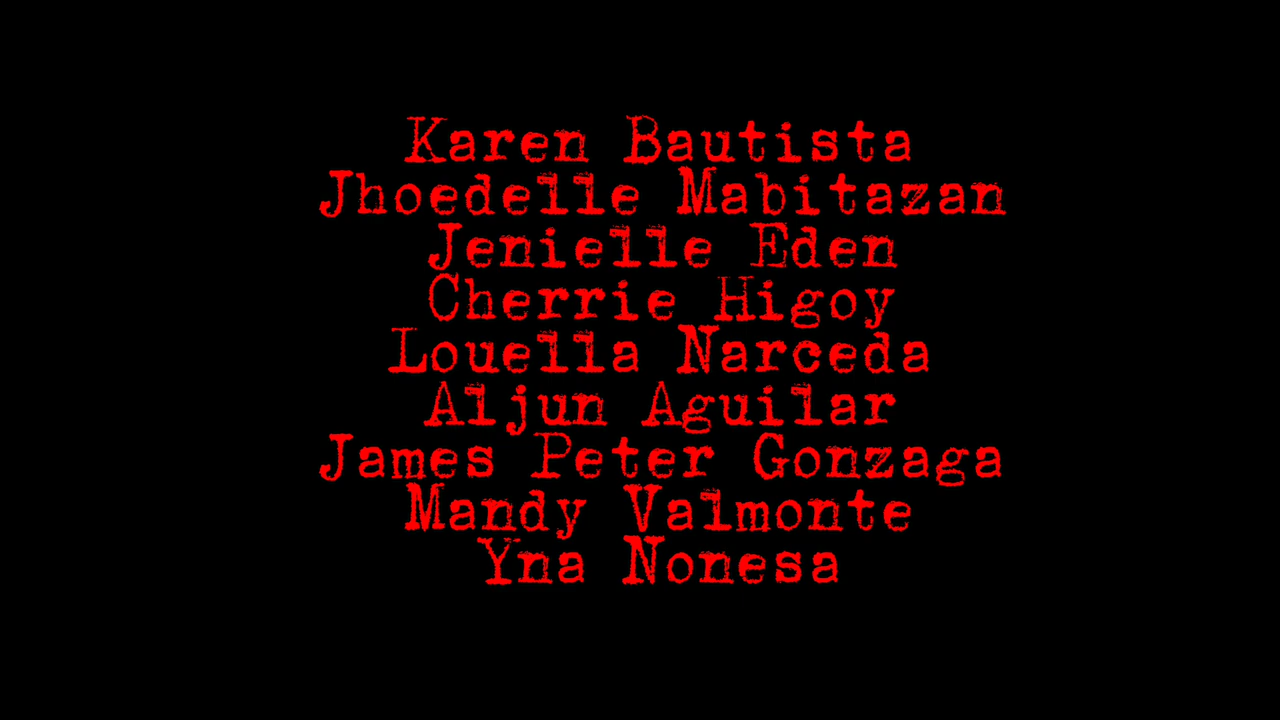 Karen Bautista
Jhoedelle Mabitazan
Jenielle Eden
Cherrie Higoy
Louella Narceda
Aljun Aguilar
James Peter Gonzaga
Mandy Valmonte
Yna Nonesa